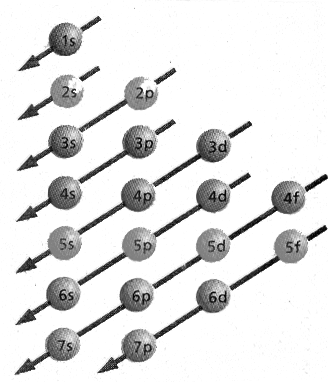 1s
2s 2p
3s 3p 3d
4s 4p 4d 4f
5s 5p 5d 5f
6s 6p 6d
7s 7p